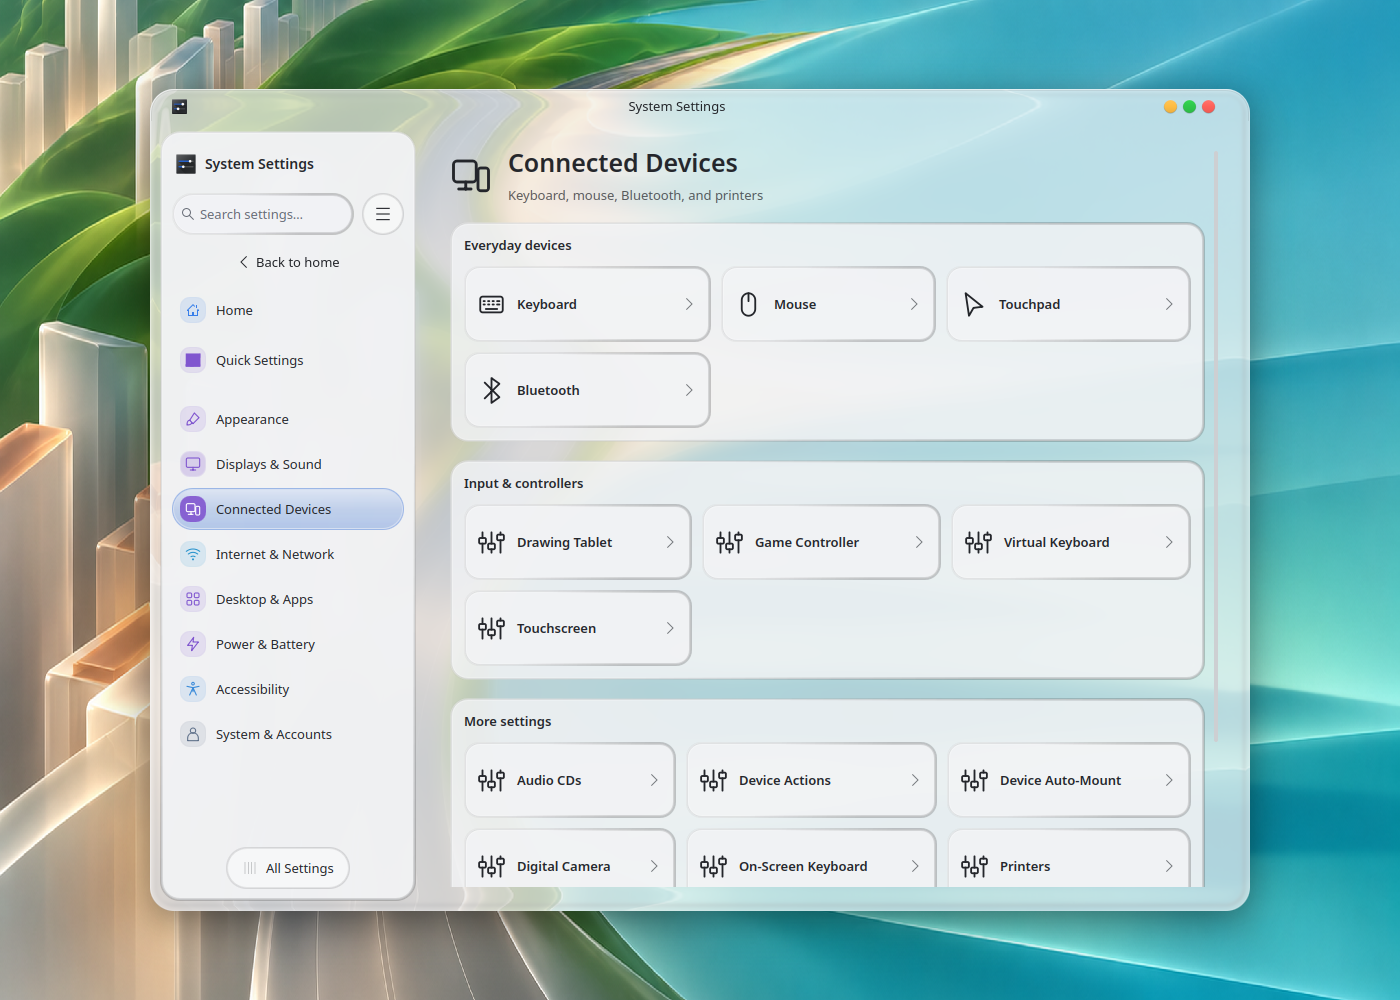 System Settings
System Settings
Search settings...
Back to home
Home
Quick Settings
Appearance
Displays & Sound
Connected Devices
Internet & Network
Desktop & Apps
Power & Battery
Accessibility
System & Accounts
All Settings
Connected Devices
Keyboard, mouse, Bluetooth, and printers
Everyday devices
Keyboard
Mouse
Touchpad
Bluetooth
Input & controllers
Drawing Tablet
Game Controller
Virtual Keyboard
Touchscreen
More settings
Audio CDs
Device Actions
Device Auto-Mount
Digital Camera
On-Screen Keyboard
Printers